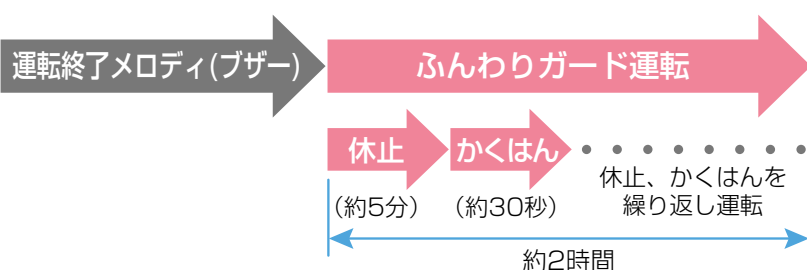 運転終了メロディ(ブザー)
ふんわりガード運転
休止
かくはん
(約5分)
(約30秒)
休止、かくはんを
繰り返し運転
約2時間